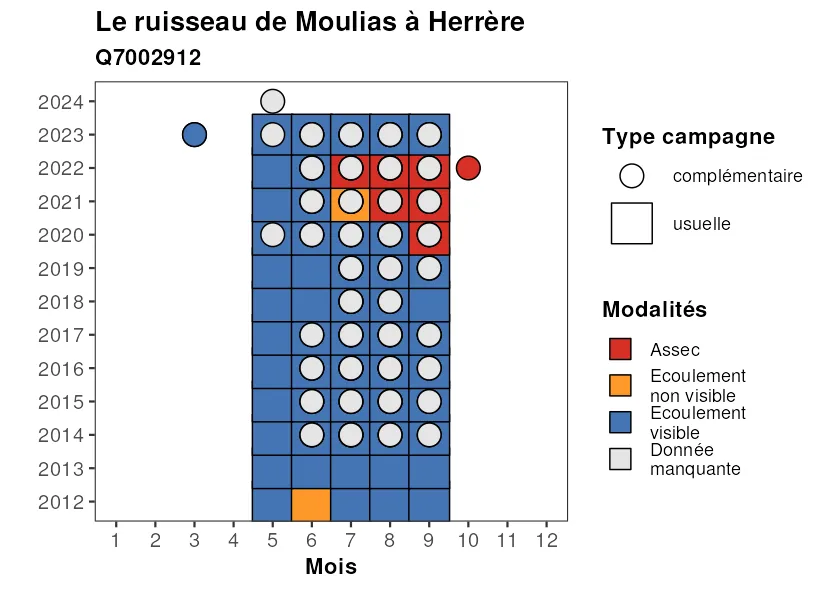 Le ruisseau de Moulias à Herrère
Q7002912
2024
2023
2022
2021
2020
2019
2018
2017
2016
2015
2014
2013
2012
1 2 3 4 5 6 7 8 9 10 11 12
Mois
Type campagne
complémentaire
usuelle
Modalités
Assec
Ecoulement
non visible
Ecoulement
visible
Donnée
manquante